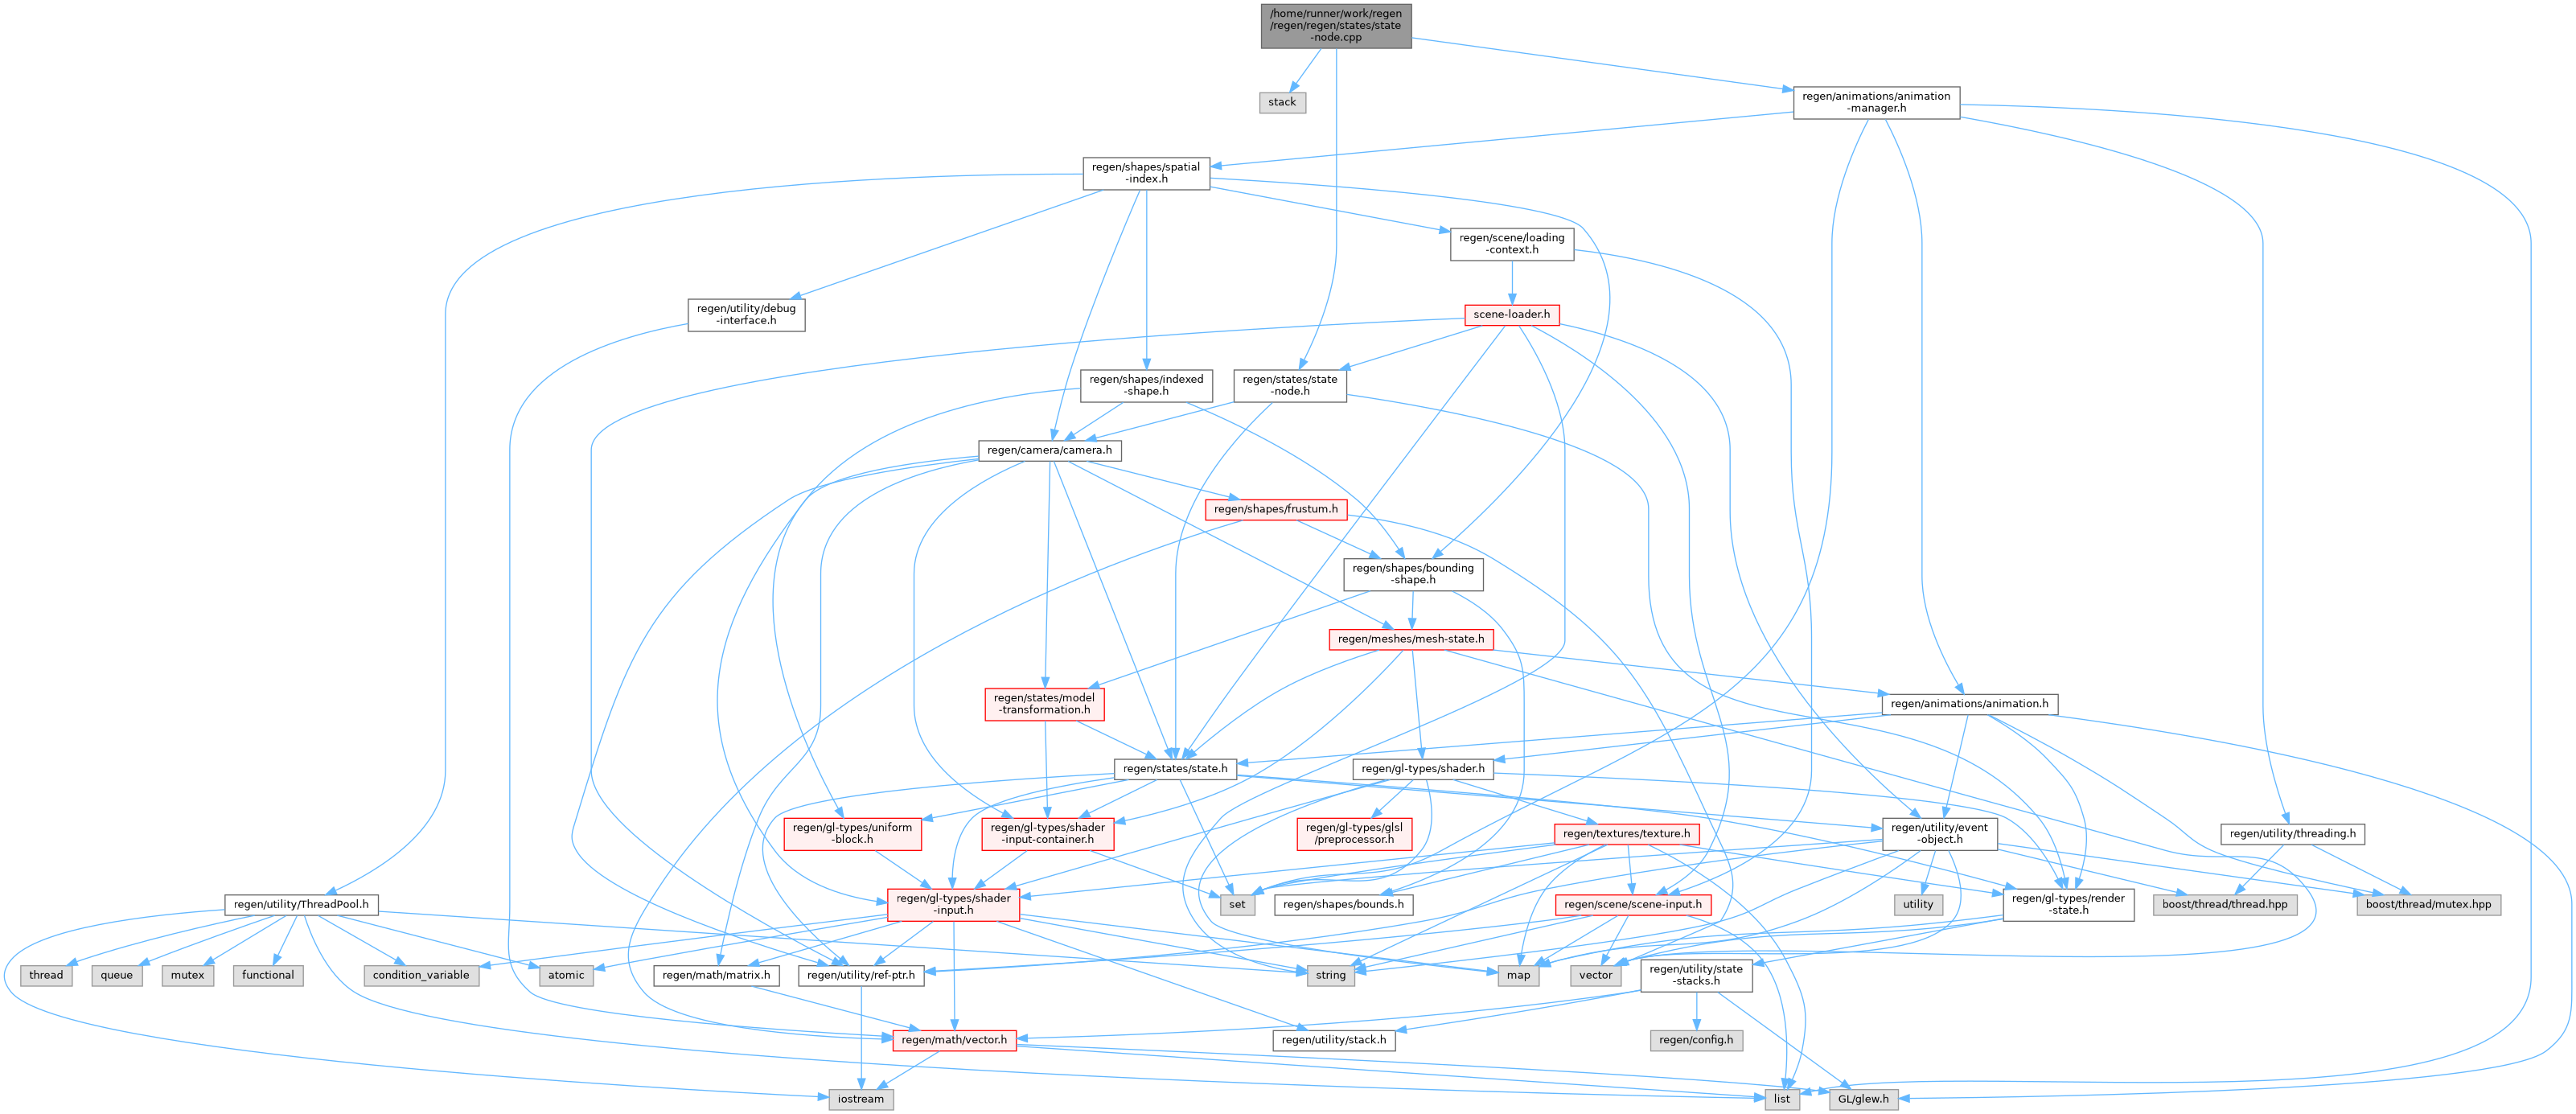 /home/runner/work/regen
/regen/regen/states/state
-node.cpp
stack
regen/animations/animation
-manager.h
regen/shapes/spatial
-index.h
regen/scene/loading
-context.h
regen/utility/debug
-interface.h
scene-loader.h
regen/shapes/indexed
-shape.h
regen/states/state
-node.h
regen/camera/camera.h
regen/shapes/frustum.h
regen/shapes/bounding
-shape.h
regen/meshes/mesh-state.h
regen/states/model
-transformation.h
regen/animations/animation.h
regen/states/state.h
regen/gl-types/shader.h
regen/gl-types/uniform
-block.h
regen/gl-types/shader
-input-container.h
regen/gl-types/glsl
/preprocessor.h
regen/textures/texture.h
regen/utility/event
-object.h
regen/utility/threading.h
regen/utility/ThreadPool.h
regen/gl-types/shader
-input.h
set
regen/shapes/bounds.h
regen/scene/scene-input.h
utility
regen/gl-types/render
-state.h
boost/thread/thread.hpp
boost/thread/mutex.hpp
thread
queue
mutex
functional
condition_variable
atomic
regen/math/matrix.h
regen/utility/ref-ptr.h
string
map
vector
regen/utility/state
-stacks.h
regen/math/vector.h
regen/utility/stack.h
regen/config.h
iostream
list
GL/glew.h